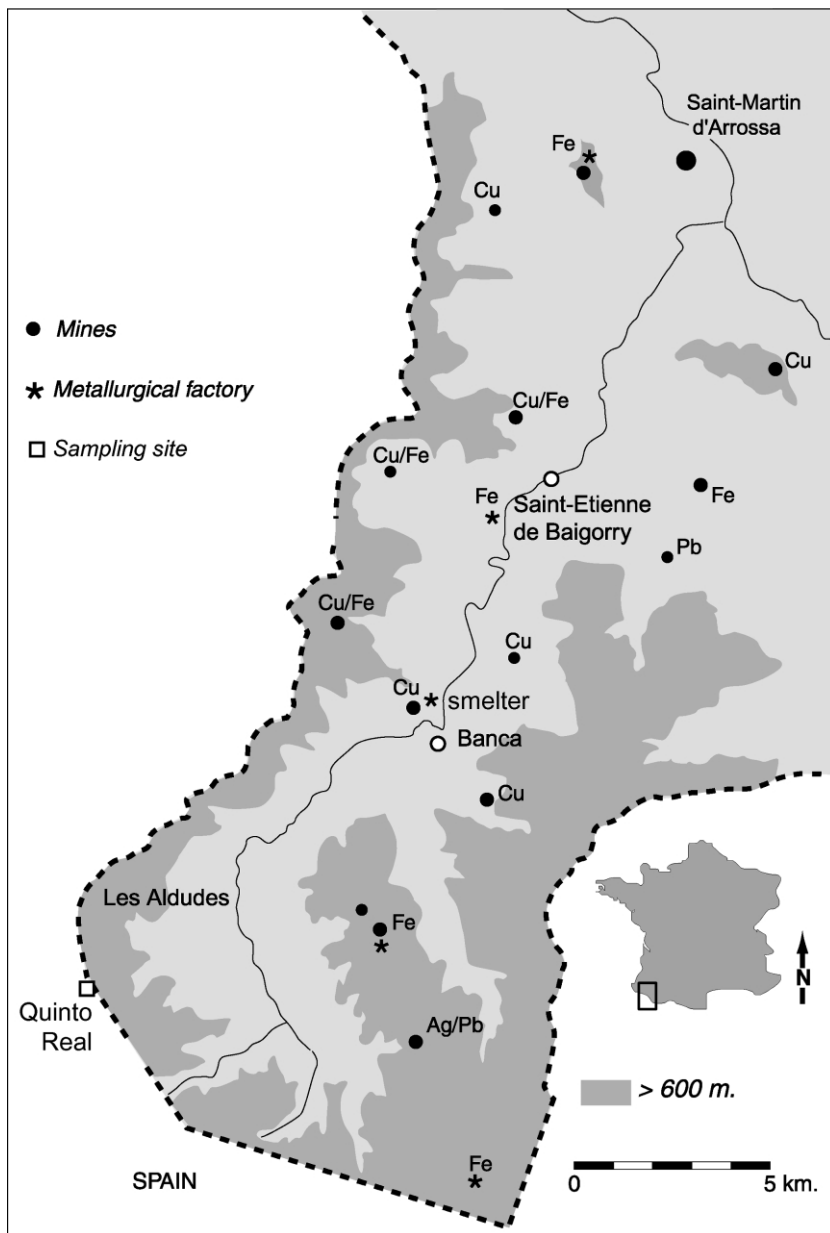 Saint-Martin
d'Arrossa
Fe
Cu
Mines
Cu
Metallurgical factory
Cu/Fe
Sampling site
Cu/Fe
Fe
Saint-Etienne
de Baigorry
Fe
Pb
Cu/Fe
Cu
Cu
smelter
Banca
Cu
Les Aldudes
Fe
N
Quinto
Real
Ag/Pb
> 600 m.
Fe
SPAIN
0
5 km.